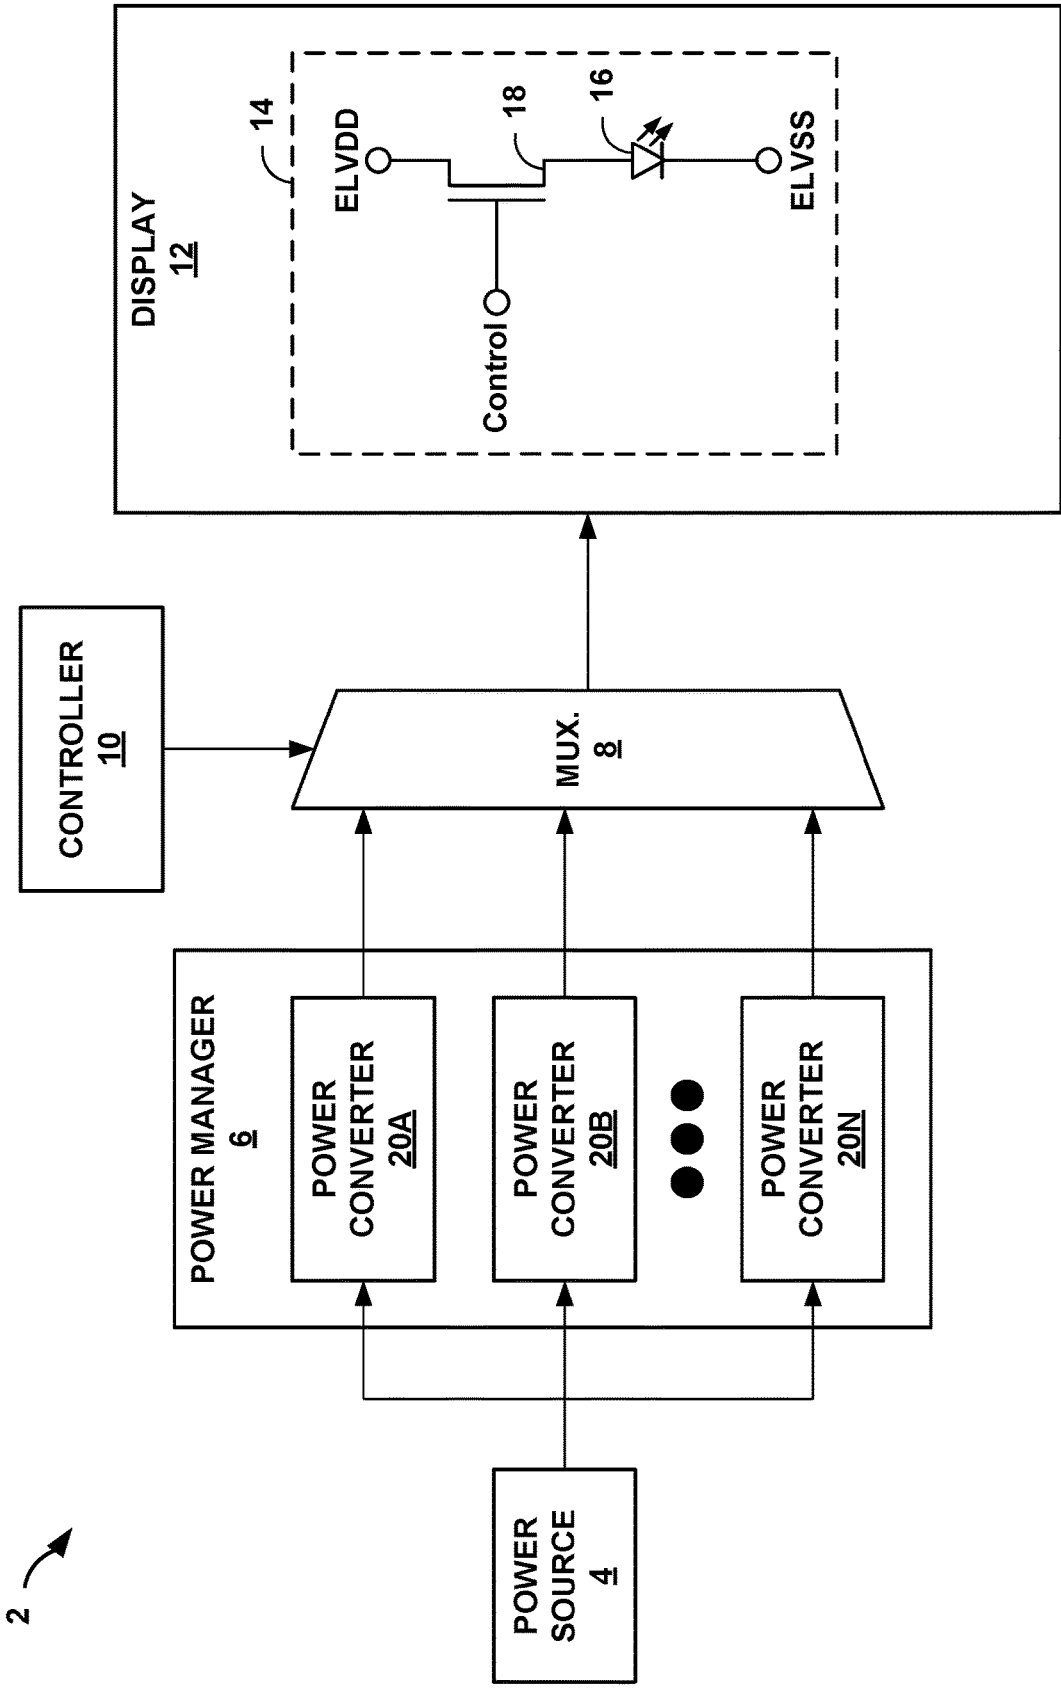 2
POWER
SOURCE
4
POWER MANAGER
6
POWER
CONVERTER
20A
POWER
CONVERTER
20B
POWER
CONVERTER
20N
CONTROLLER
10
MUX.
8
DISPLAY
12
14
ELVDD
18
16
Control
ELVSS